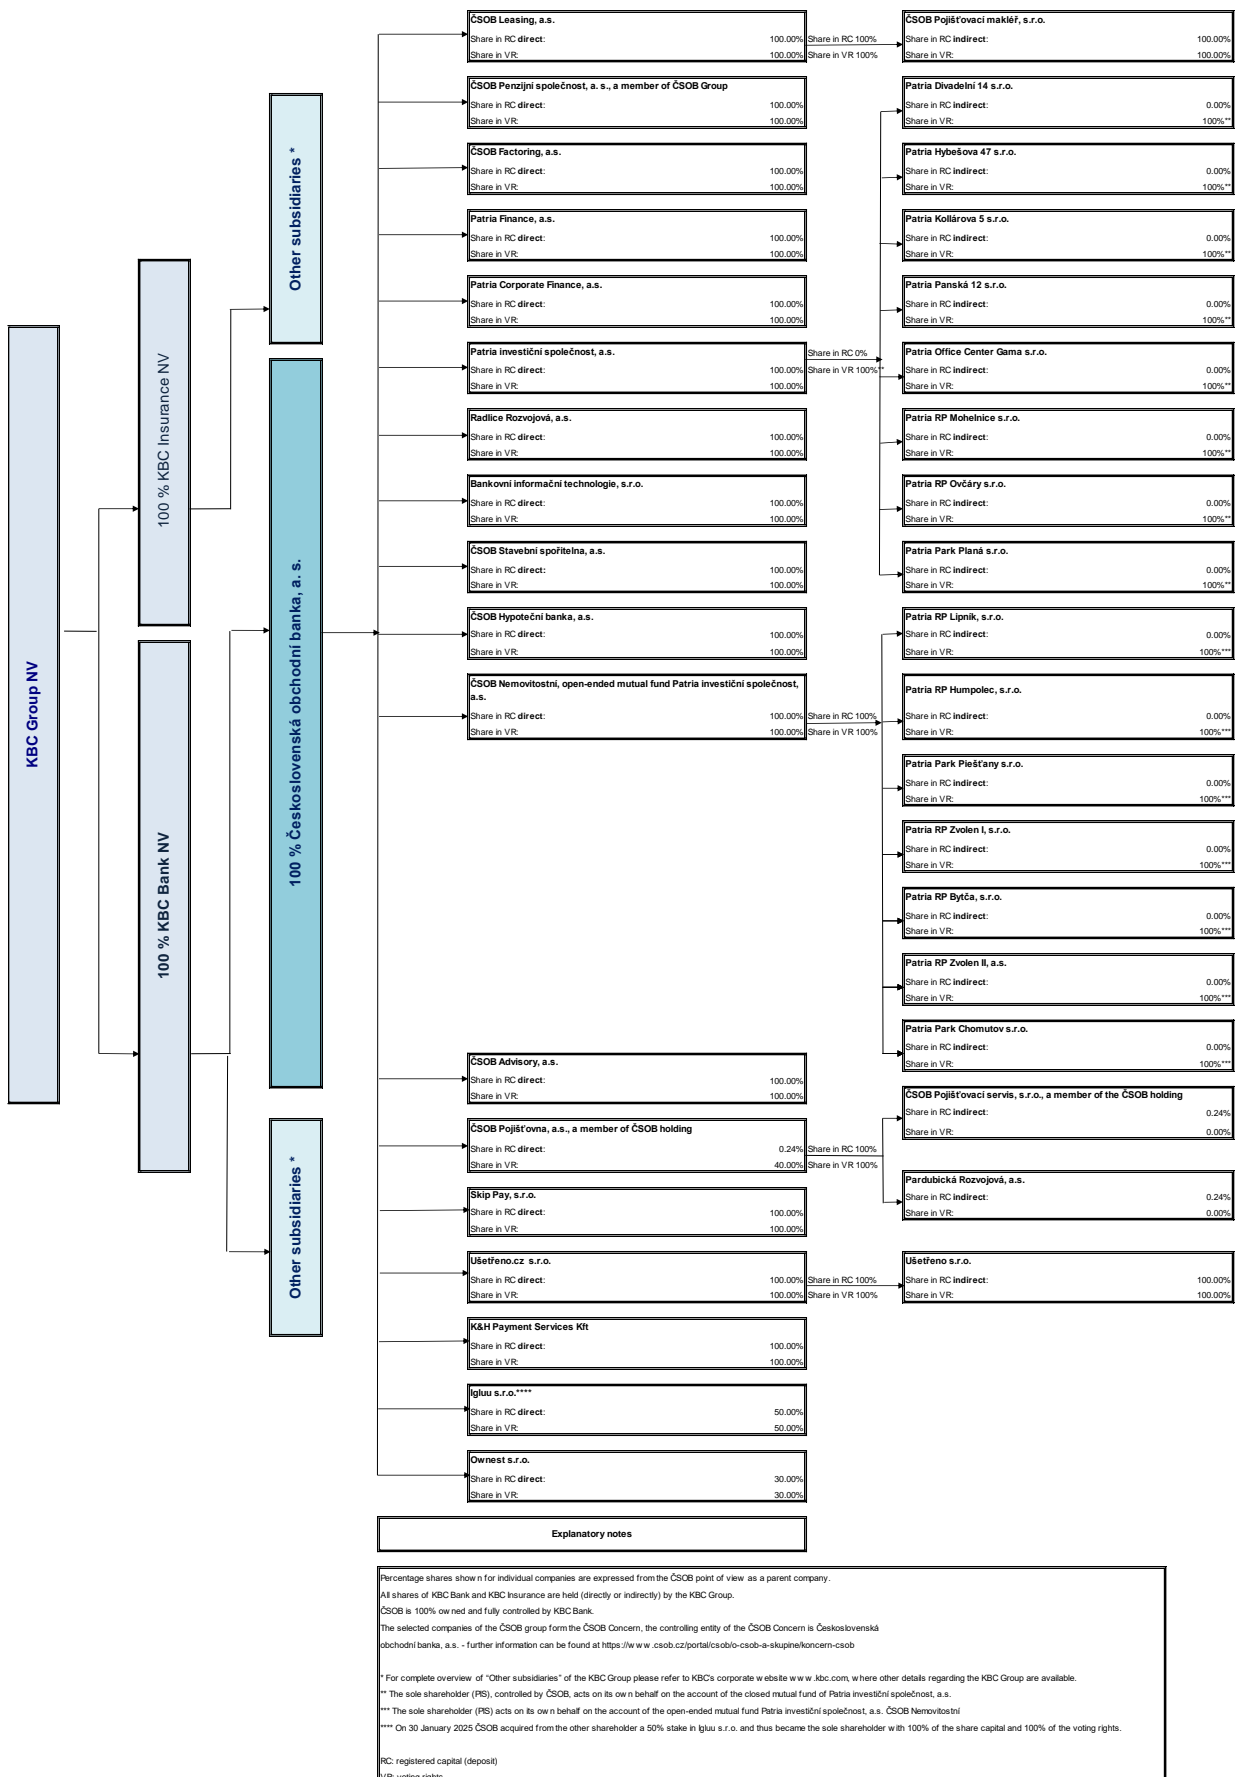 KBC Group NV
100 % KBC Insurance NV
100 % KBC Bank NV
Other subsidiaries *
100 % Československá obchodní banka, a. s.
Other subsidiaries *
ČSOB Leasing, a.s.
Share in RC direct: 100.00%
Share in VR: 100.00%
Share in RC 100%
Share in VR 100%
ČSOB Pojišťovací makléř, s.r.o.
Share in RC indirect: 100.00%
Share in VR: 100.00%
ČSOB Penzijní společnost, a. s., a member of ČSOB Group
Share in RC direct: 100.00%
Share in VR: 100.00%
ČSOB Factoring, a.s.
Share in RC direct: 100.00%
Share in VR: 100.00%
Patria Finance, a.s.
Share in RC direct: 100.00%
Share in VR: 100.00%
Patria Corporate Finance, a.s.
Share in RC direct: 100.00%
Share in VR: 100.00%
Patria investiční společnost, a.s.
Share in RC direct: 100.00%
Share in VR: 100.00%
Share in RC 0%
Share in VR 100%**
Patria Divadelní 14 s.r.o.
Share in RC indirect: 0.00%
Share in VR: 100%**
Patria Hybešova 47 s.r.o.
Share in RC indirect: 0.00%
Share in VR: 100%**
Patria Kollárova 5 s.r.o.
Share in RC indirect: 0.00%
Share in VR: 100%**
Patria Panská 12 s.r.o.
Share in RC indirect: 0.00%
Share in VR: 100%**
Patria Office Center Gama s.r.o.
Share in RC indirect: 0.00%
Share in VR: 100%**
Patria RP Mohelnice s.r.o.
Share in RC indirect: 0.00%
Share in VR: 100%**
Patria RP Ovčáry s.r.o.
Share in RC indirect: 0.00%
Share in VR: 100%**
Patria Park Planá s.r.o.
Share in RC indirect: 0.00%
Share in VR: 100%**
Radlice Rozvojová, a.s.
Share in RC direct: 100.00%
Share in VR: 100.00%
Bankovní informační technologie, s.r.o.
Share in RC direct: 100.00%
Share in VR: 100.00%
ČSOB Stavební spořitelna, a.s.
Share in RC direct: 100.00%
Share in VR: 100.00%
ČSOB Hypoteční banka, a.s.
Share in RC direct: 100.00%
Share in VR: 100.00%
ČSOB Nemovitostní, open-ended mutual fund Patria investiční společnost,
a.s.
Share in RC direct: 100.00%
Share in VR: 100.00%
Share in RC 100%
Share in VR 100%
Patria RP Lipník, s.r.o.
Share in RC indirect: 0.00%
Share in VR: 100%***
Patria RP Humpolec, s.r.o.
Share in RC indirect: 0.00%
Share in VR: 100%***
Patria Park Piešťany s.r.o.
Share in RC indirect: 0.00%
Share in VR: 100%***
Patria RP Zvolen I, s.r.o.
Share in RC indirect: 0.00%
Share in VR: 100%***
Patria RP Bytča, s.r.o.
Share in RC indirect: 0.00%
Share in VR: 100%***
Patria RP Zvolen II, a.s.
Share in RC indirect: 0.00%
Share in VR: 100%***
Patria Park Chomutov s.r.o.
Share in RC indirect: 0.00%
Share in VR: 100%***
ČSOB Advisory, a.s.
Share in RC direct: 100.00%
Share in VR: 100.00%
ČSOB Pojišťovna, a.s., a member of ČSOB holding
Share in RC direct: 0.24%
Share in VR: 40.00%
Share in RC 100%
Share in VR 100%
ČSOB Pojišťovací servis, s.r.o., a member of the ČSOB holding
Share in RC indirect: 0.24%
Share in VR: 0.00%
Pardubická Rozvojová, a.s.
Share in RC indirect: 0.24%
Share in VR: 0.00%
Skip Pay, s.r.o.
Share in RC direct: 100.00%
Share in VR: 100.00%
Ušetřeno.cz s.r.o.
Share in RC direct: 100.00%
Share in VR: 100.00%
Share in RC 100%
Share in VR 100%
Ušetřeno s.r.o.
Share in RC indirect: 100.00%
Share in VR: 100.00%
K&H Payment Services Kft
Share in RC direct: 100.00%
Share in VR: 100.00%
Igluu s.r.o.****
Share in RC direct: 50.00%
Share in VR: 50.00%
Ownest s.r.o.
Share in RC direct: 30.00%
Share in VR: 30.00%
Explanatory notes
Percentage shares shown for individual companies are expressed from the ČSOB point of view as a parent company.
All shares of KBC Bank and KBC Insurance are held (directly or indirectly) by the KBC Group.
ČSOB is 100% owned and fully controlled by KBC Bank.
The selected companies of the ČSOB group form the ČSOB Concern, the controlling entity of the ČSOB Concern is Československá
obchodní banka, a.s. - further information can be found at https://www.csob.cz/portal/csob/o-csob-a-skupine/koncern-csob
* For complete overview of "Other subsidiaries" of the KBC Group please refer to KBC's corporate website www.kbc.com, where other details regarding the KBC Group are available.
** The sole shareholder (PIS), controlled by ČSOB, acts on its own behalf on the account of the closed mutual fund of Patria investiční společnost, a.s.
*** The sole shareholder (PIS) acts on its own behalf on the account of the open-ended mutual fund Patria investiční společnost, a.s. ČSOB Nemovitostní
**** On 30 January 2025 ČSOB acquired from the other shareholder a 50% stake in Igluu s.r.o. and thus became the sole shareholder with 100% of the share capital and 100% of the voting rights.
RC: registered capital (deposit)
VR: voting rights